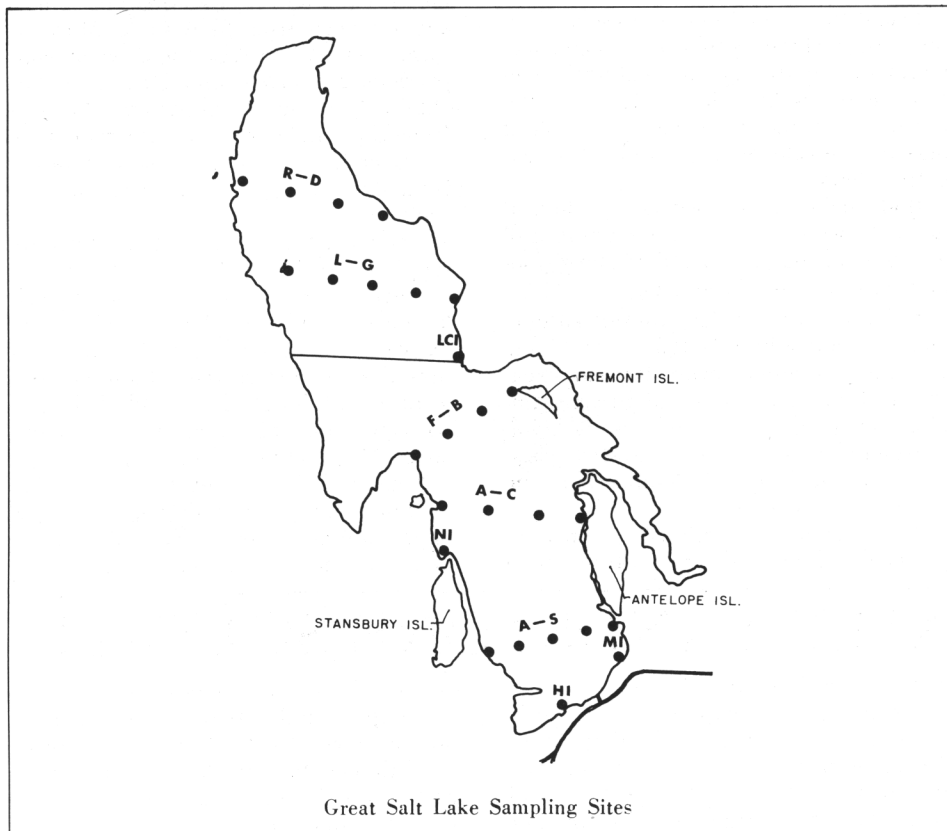 R—D
L—G
LCI
FREMONT ISL.
F—B
A—C
NI
ANTELOPE ISL.
STANSBURY ISL.
A—S
MI
HI
Great Salt Lake Sampling Sites